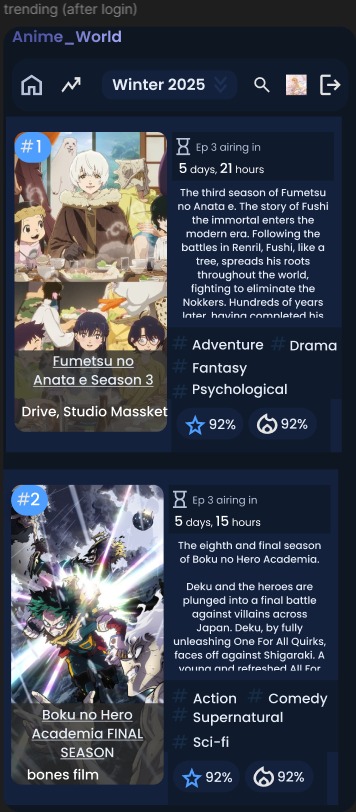 trending (after login)
Anime_World
Winter 2025
#1
Ep 3 airing in
5 days, 21 hours
The third season of Fumetsu
no Anata e. The story of Fushi
the immortal enters the
modern era. Following the
battles in Renril, Fushi, like a
tree, spreads his roots
throughout the world,
fighting to eliminate the
Nokkers. Hundreds of years
later, having completed his
Fumetsu no
Anata e Season 3
Drive, Studio Massket
# Adventure # Drama
# Fantasy
# Psychological
92% 92%
#2
Ep 3 airing in
5 days, 15 hours
The eighth and final season
of Boku no Hero Academia.
Deku and the heroes are
plunged into a final battle
against villains across
Japan. Deku, by fully
unleashing One For All Quirks,
faces off against Shigaraki. A
young and refreshed All For
Boku no Hero
Academia FINAL
SEASON
bones film
# Action # Comedy
# Supernatural
# Sci-fi
92% 92%